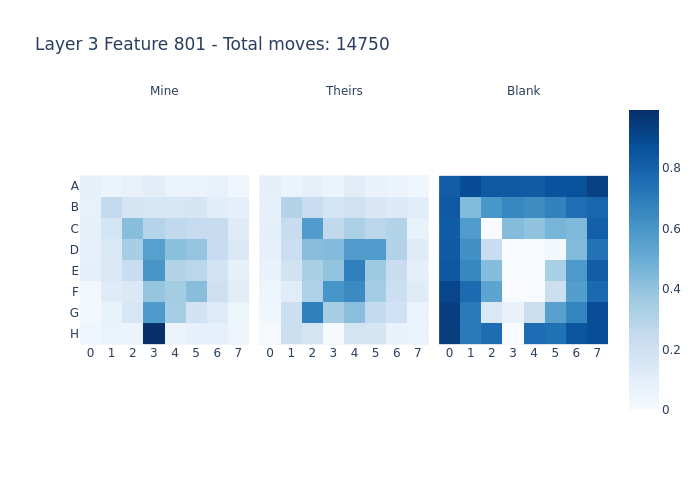 Layer 3 Feature 801 - Total moves: 14750
Mine Theirs Blank
A
B
C
D
E
F
G
H
0 1 2 3 4 5 6 7 0 1 2 3 4 5 6 7 0 1 2 3 4 5 6 7
0.8
0.6
0.4
0.2
0